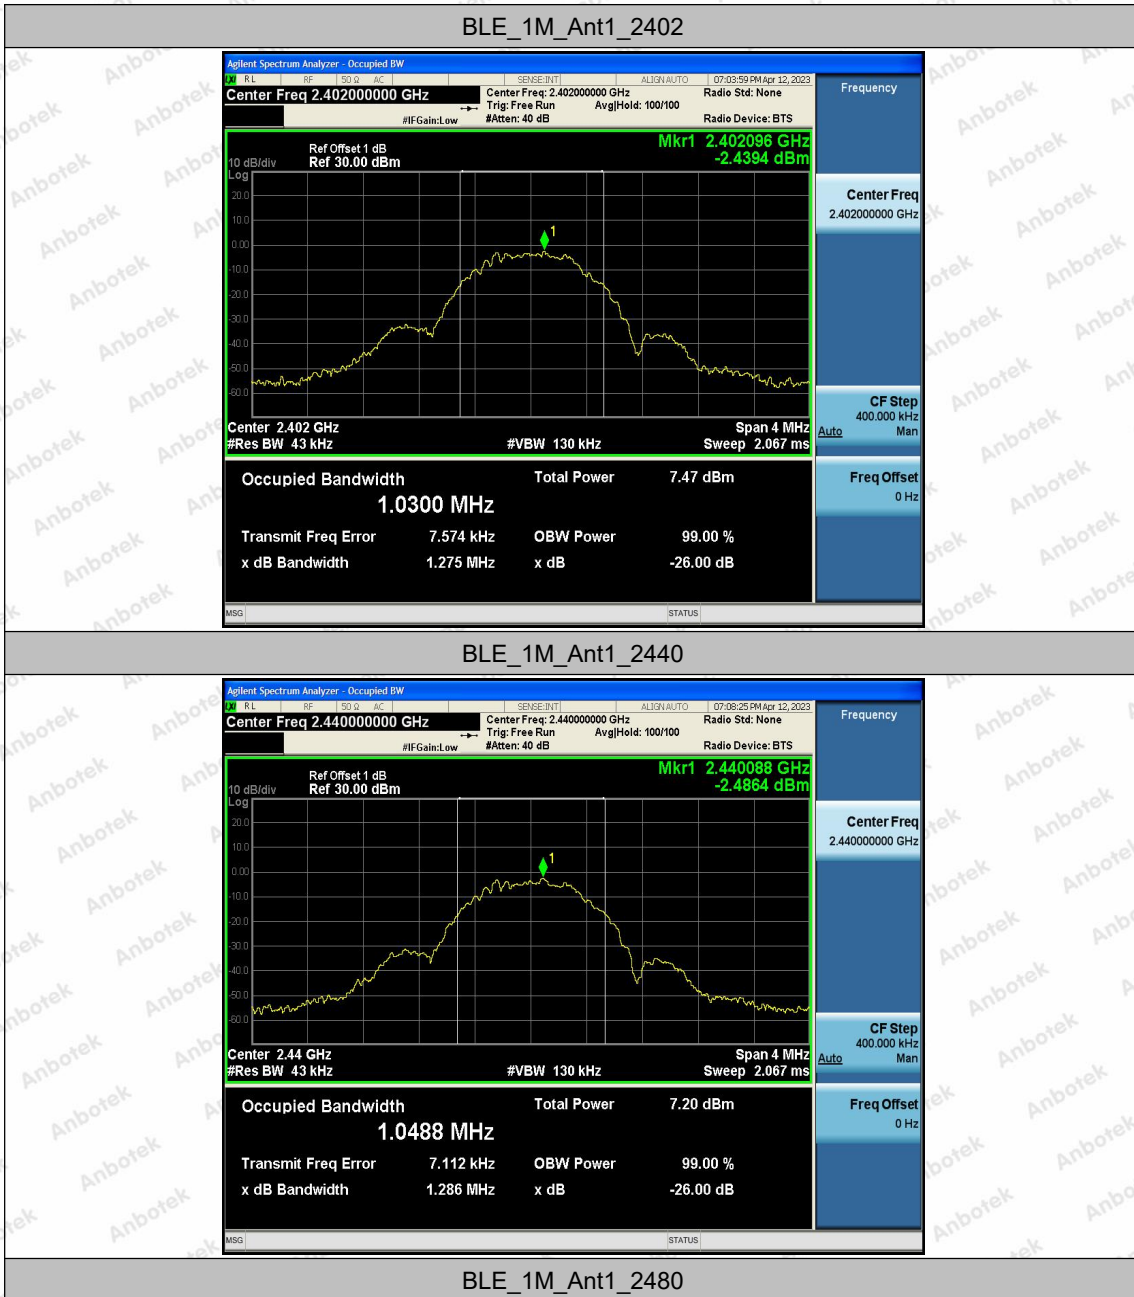 BLE_1M_Ant1_2402
Agilent Spectrum Analyzer - Occupied BW
LXI RL RF 50 Ω AC SENSE:INT ALIGN AUTO 07:03:59 PM Apr 12, 2023
Center Freq 2.402000000 GHz Center Freq: 2.402000000 GHz Radio Std: None Frequency
Trig: Free Run Avg|Hold: 100/100
#IFGain:Low #Atten: 40 dB Radio Device: BTS
Ref Offset 1 dB Mkr1 2.402096 GHz
10 dB/div Ref 30.00 dBm -2.4394 dBm
Log
20.0
10.0
0.00
-10.0
-20.0
-30.0
-40.0
-50.0
-60.0
1
Center Freq
2.402000000 GHz
CF Step
400.000 kHz
Auto Man
Center 2.402 GHz Span 4 MHz
#Res BW 43 kHz #VBW 130 kHz Sweep 2.067 ms
Freq Offset
0 Hz
Occupied Bandwidth Total Power 7.47 dBm
1.0300 MHz
Transmit Freq Error 7.574 kHz OBW Power 99.00 %
x dB Bandwidth 1.275 MHz x dB -26.00 dB
MSG STATUS
BLE_1M_Ant1_2440
Agilent Spectrum Analyzer - Occupied BW
LXI RL RF 50 Ω AC SENSE:INT ALIGN AUTO 07:08:25 PM Apr 12, 2023
Center Freq 2.440000000 GHz Center Freq: 2.440000000 GHz Radio Std: None Frequency
Trig: Free Run Avg|Hold: 100/100
#IFGain:Low #Atten: 40 dB Radio Device: BTS
Ref Offset 1 dB Mkr1 2.440088 GHz
10 dB/div Ref 30.00 dBm -2.4864 dBm
Log
20.0
10.0
0.00
-10.0
-20.0
-30.0
-40.0
-50.0
-60.0
1
Center Freq
2.440000000 GHz
CF Step
400.000 kHz
Auto Man
Center 2.44 GHz Span 4 MHz
#Res BW 43 kHz #VBW 130 kHz Sweep 2.067 ms
Freq Offset
0 Hz
Occupied Bandwidth Total Power 7.20 dBm
1.0488 MHz
Transmit Freq Error 7.112 kHz OBW Power 99.00 %
x dB Bandwidth 1.286 MHz x dB -26.00 dB
MSG STATUS
BLE_1M_Ant1_2480
Anbotek